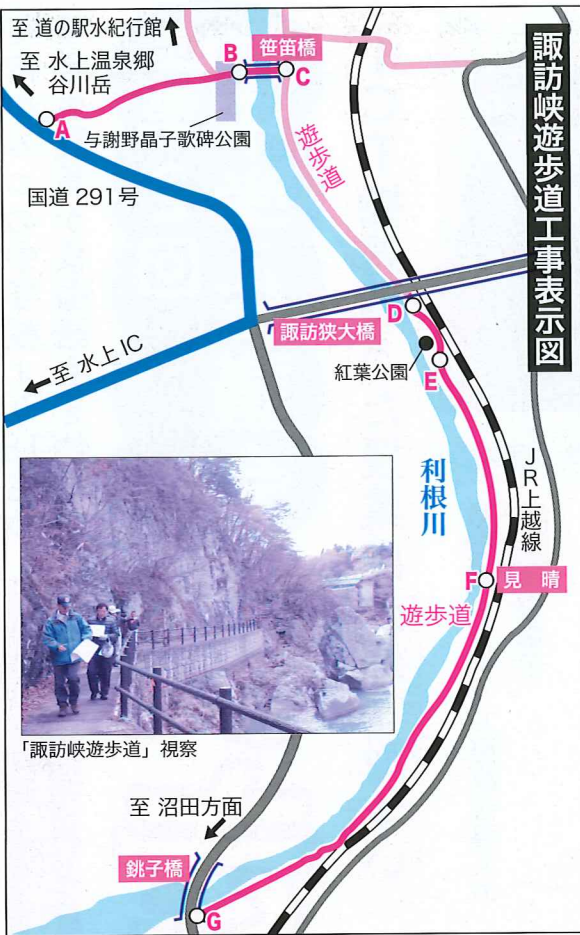 諏訪峡遊歩道工事表示図
至 道の駅水紀行館
至 水上温泉郷
谷川岳
B
笹笛橋
C
A
与謝野晶子歌碑公園
遊歩道
国道 291号
D
諏訪狭大橋
紅葉公園
E
至 水上IC
利根川
JR上越線
F
見晴
遊歩道
「諏訪峡遊歩道」視察
至 沼田方面
銚子橋
G